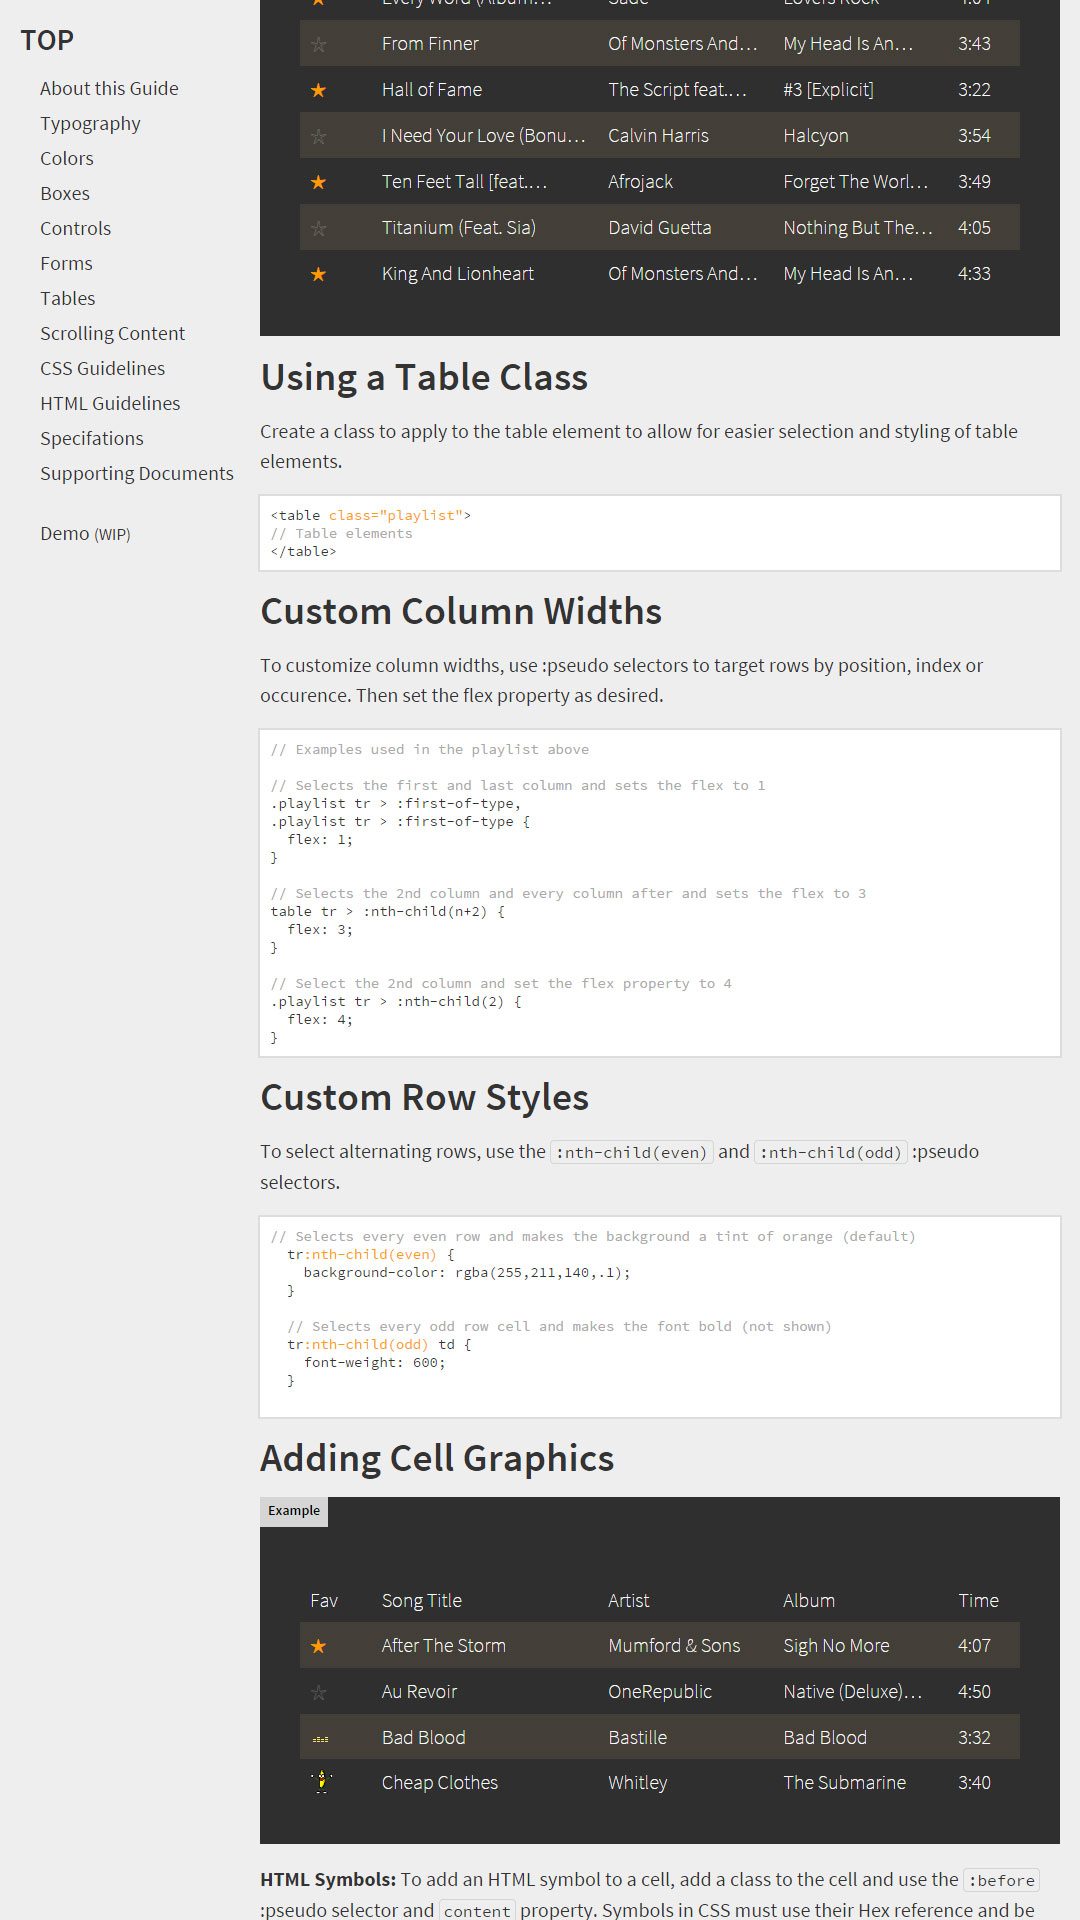 TOP
About this Guide
Typography
Colors
Boxes
Controls
Forms
Tables
Scrolling Content
CSS Guidelines
HTML Guidelines
Specifations
Supporting Documents
Demo (WIP)
Every Word (Album… Sade Lovers Rock 4:04
☆ From Finner Of Monsters And… My Head Is An… 3:43
★ Hall of Fame The Script feat.… #3 [Explicit] 3:22
☆ I Need Your Love (Bonu… Calvin Harris Halcyon 3:54
★ Ten Feet Tall [feat.… Afrojack Forget The Worl… 3:49
☆ Titanium (Feat. Sia) David Guetta Nothing But The… 4:05
★ King And Lionheart Of Monsters And… My Head Is An… 4:33
Using a Table Class
Create a class to apply to the table element to allow for easier selection and styling of table
elements.
<table class="playlist">
// Table elements
</table>
Custom Column Widths
To customize column widths, use :pseudo selectors to target rows by position, index or
occurence. Then set the flex property as desired.
// Examples used in the playlist above
// Selects the first and last column and sets the flex to 1
.playlist tr > :first-of-type,
.playlist tr > :first-of-type {
flex: 1;
}
// Selects the 2nd column and every column after and sets the flex to 3
table tr > :nth-child(n+2) {
flex: 3;
}
// Select the 2nd column and set the flex property to 4
.playlist tr > :nth-child(2) {
flex: 4;
}
Custom Row Styles
To select alternating rows, use the :nth-child(even) and :nth-child(odd) :pseudo
selectors.
// Selects every even row and makes the background a tint of orange (default)
tr:nth-child(even) {
background-color: rgba(255,211,140,.1);
}
// Selects every odd row cell and makes the font bold (not shown)
tr:nth-child(odd) td {
font-weight: 600;
}
Adding Cell Graphics
Example
Fav Song Title Artist Album Time
★ After The Storm Mumford & Sons Sigh No More 4:07
☆ Au Revoir OneRepublic Native (Deluxe)… 4:50
Bad Blood Bastille Bad Blood 3:32
Cheap Clothes Whitley The Submarine 3:40
HTML Symbols: To add an HTML symbol to a cell, add a class to the cell and use the :before
:pseudo selector and content property. Symbols in CSS must use their Hex reference and be